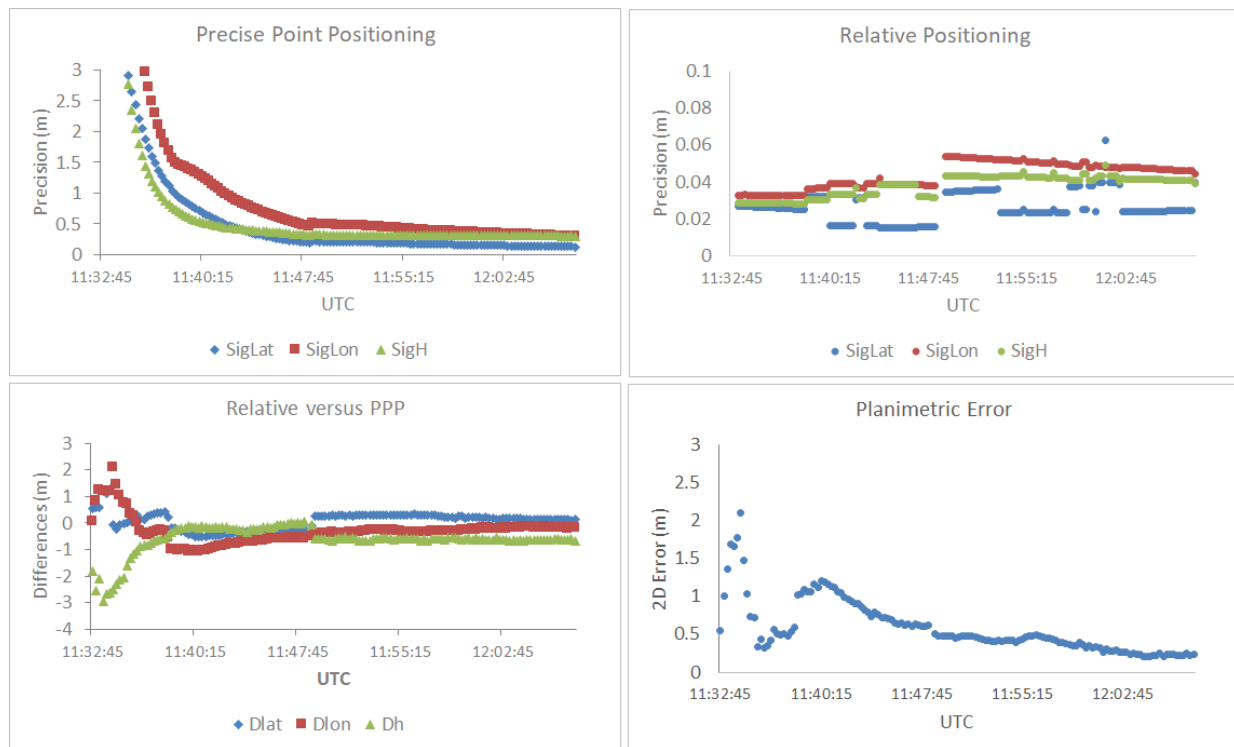 Precise Point Positioning
3
2.5
2
1.5
1
0.5
0
Precision (m)
11:32:45 11:40:15 11:47:45 11:55:15 12:02:45
UTC
SigLat SigLon SigH
Relative Positioning
0.1
0.08
0.06
0.04
0.02
0
Precision (m)
11:32:45 11:40:15 11:47:45 11:55:15 12:02:45
UTC
SigLat SigLon SigH
Relative versus PPP
3
2
1
0
-1
-2
-3
-4
Differences (m)
11:32:45 11:40:15 11:47:45 11:55:15 12:02:45
UTC
Dlat Dlon Dh
Planimetric Error
3
2.5
2
1.5
1
0.5
0
2D Error (m)
11:32:45 11:40:15 11:47:45 11:55:15 12:02:45
UTC